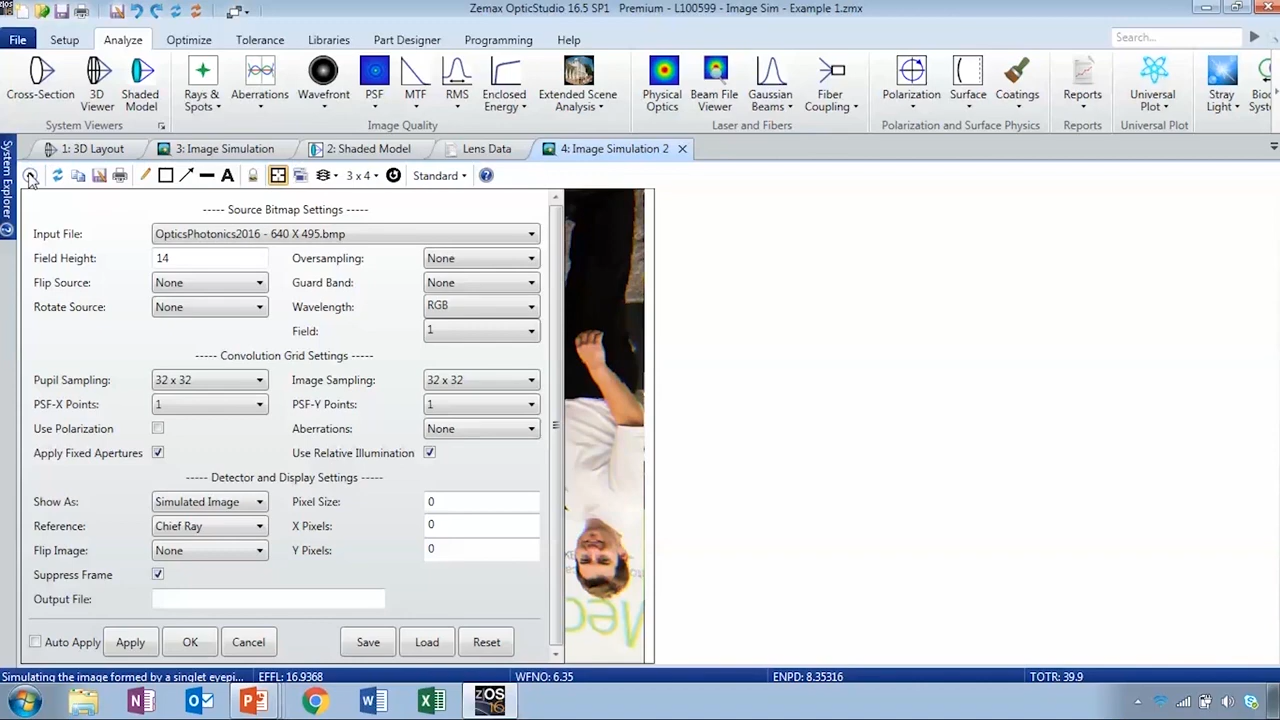 Zemax OpticStudio 16.5 SP1 Premium - L100599 - Image Sim - Example 1.zmx
File Setup Analyze Optimize Tolerance Libraries Part Designer Programming Help Search...
Cross-Section 3D Viewer Shaded Model Rays & Spots Aberrations Wavefront PSF MTF RMS Enclosed Energy Extended Scene Analysis Physical Optics Beam File Viewer Gaussian Beams Fiber Coupling Polarization Surface Coatings Reports Universal Plot Stray Light
System Viewers Image Quality Laser and Fibers Polarization and Surface Physics Reports Universal Plot
System Explorer
1: 3D Layout 3: Image Simulation 2: Shaded Model Lens Data 4: Image Simulation 2
3 x 4 Standard
----- Source Bitmap Settings -----
Input File: OpticsPhotonics2016 - 640 X 495.bmp
Field Height: 14 Oversampling: None
Flip Source: None Guard Band: None
Rotate Source: None Wavelength: RGB
Field: 1
----- Convolution Grid Settings -----
Pupil Sampling: 32 x 32 Image Sampling: 32 x 32
PSF-X Points: 1 PSF-Y Points: 1
Use Polarization Aberrations: None
Apply Fixed Apertures Use Relative Illumination
----- Detector and Display Settings -----
Show As: Simulated Image Pixel Size: 0
Reference: Chief Ray X Pixels: 0
Flip Image: None Y Pixels: 0
Suppress Frame
Output File:
Auto Apply Apply OK Cancel Save Load Reset
Simulating the image formed by a singlet eyepi... EFFL: 16.9368 WFNO: 6.35 ENPD: 8.35316 TOTR: 39.9